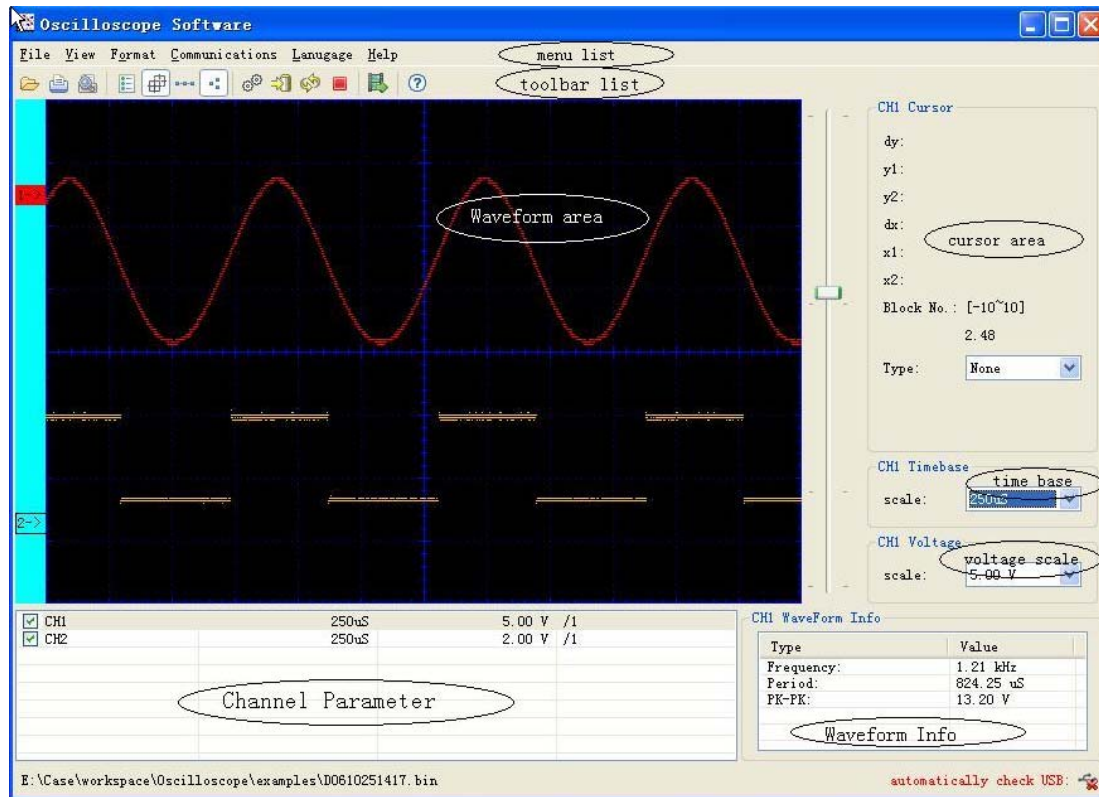 Oscilloscope Software
File View Format Communications Lanugage Help
menu list
toolbar list
CH1 Cursor
dy:
y1:
y2:
dx:
cursor area
x1:
x2:
Block No.: [-10~10]
2.48
Type: None
1->
Waveform area
2->
CH1 Timebase
time base
scale: 250uS
CH1 Voltage
voltage scale
scale: 5.00 V
CH1 250uS 5.00 V /1
CH2 250uS 2.00 V /1
Channel Parameter
CH1 WaveForm Info
Type Value
Frequency: 1.21 kHz
Period: 824.25 uS
PK-PK: 13.20 V
Waveform Info
E:\Case\workspace\Oscilloscope\examples\D0610251417.bin
automatically check USB: